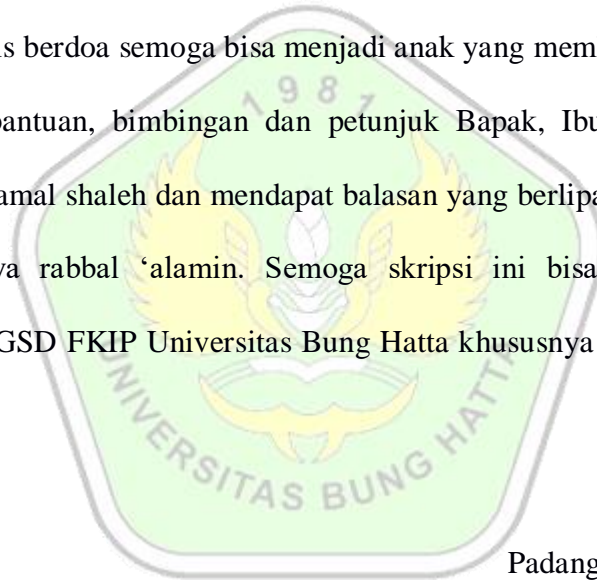 is berdoa semoga bisa menjadi anak yang mem
bantuan, bimbingan dan petunjuk Bapak, Ibu
amal shaleh dan mendapat balasan yang berlipa
a rabbal ‘alamin. Semoga skripsi ini bisa
GSD FKIP Universitas Bung Hatta khususnya
Padang
1981
UNIVERSITAS BUNG HATTA